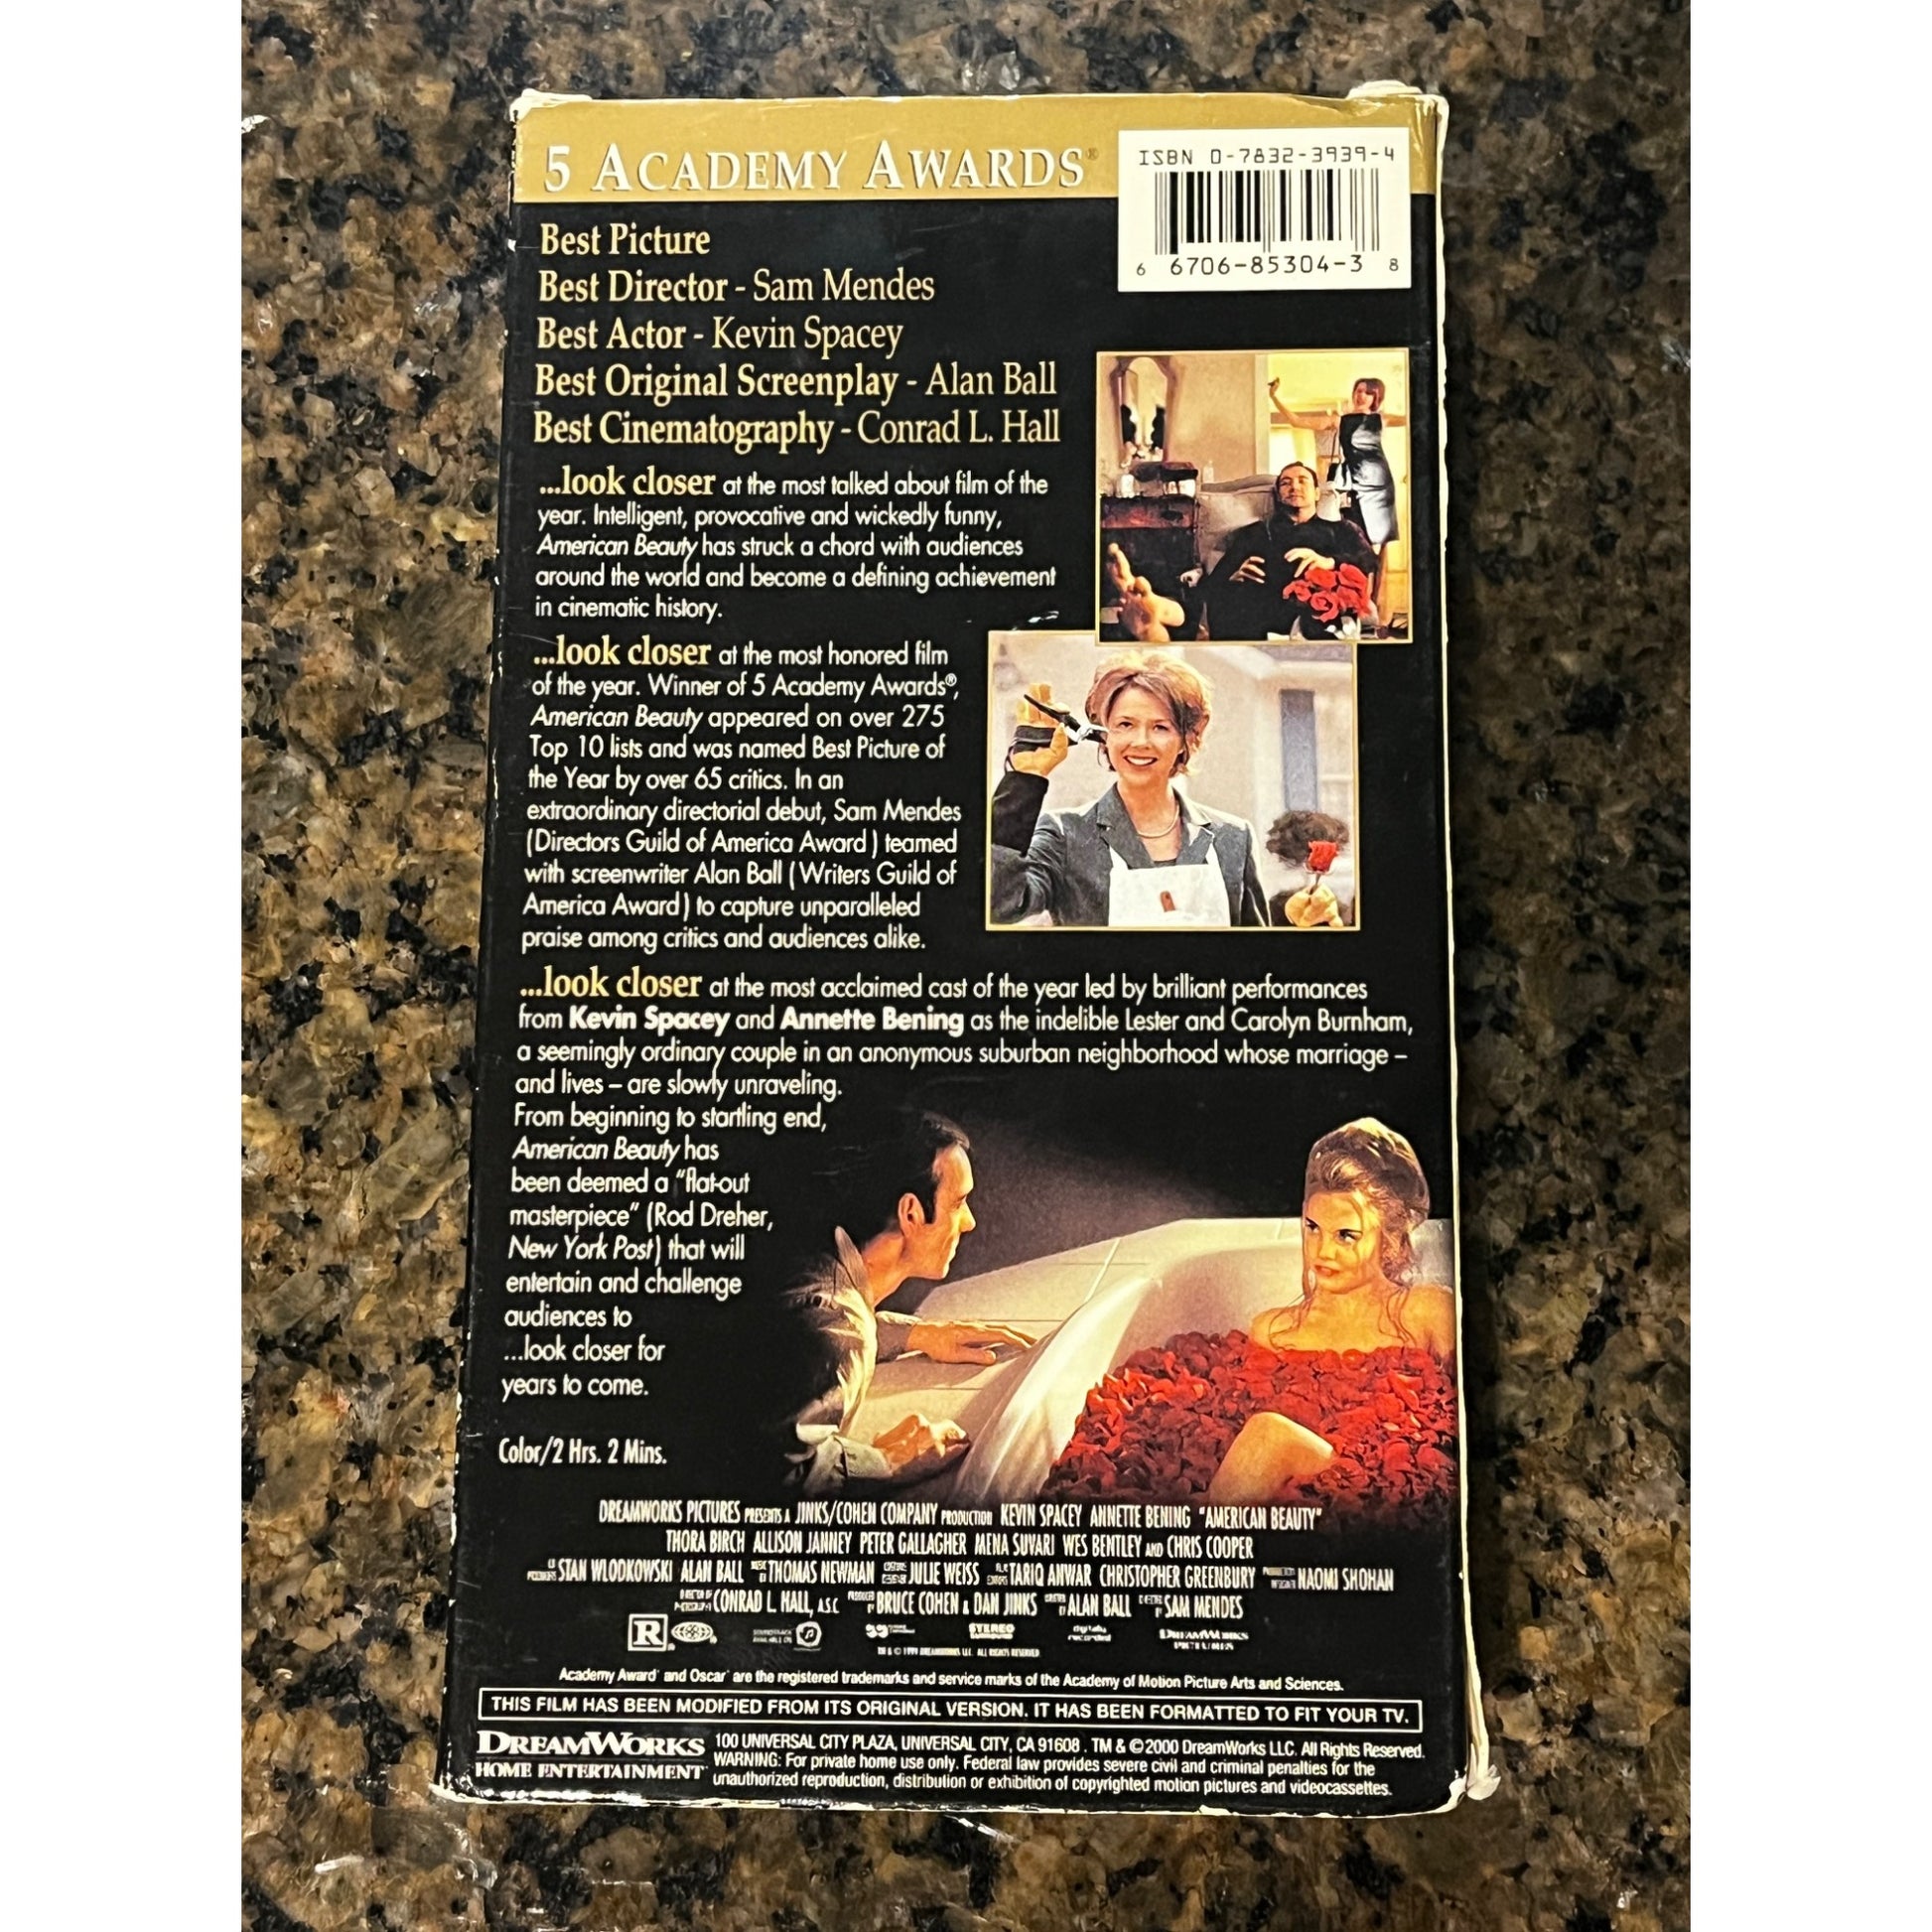 5 ACADEMY AWARDS®
ISBN 0-7832-3939-4
6 6706-85304-3 8
Best Picture
Best Director - Sam Mendes
Best Actor - Kevin Spacey
Best Original Screenplay - Alan Ball
Best Cinematography - Conrad L. Hall
...look closer at the most talked about film of the
year. Intelligent, provocative and wickedly funny,
American Beauty has struck a chord with audiences
around the world and become a defining achievement
in cinematic history.
...look closer at the most honored film
of the year. Winner of 5 Academy Awards®,
American Beauty appeared on over 275
Top 10 lists and was named Best Picture of
the Year by over 65 critics. In an
extraordinary directorial debut, Sam Mendes
(Directors Guild of America Award) teamed
with screenwriter Alan Ball (Writers Guild of
America Award) to capture unparalleled
praise among critics and audiences alike.
...look closer at the most acclaimed cast of the year led by brilliant performances
from Kevin Spacey and Annette Bening as the indelible Lester and Carolyn Burnham,
a seemingly ordinary couple in an anonymous suburban neighborhood whose marriage –
and lives – are slowly unraveling.
From beginning to startling end,
American Beauty has
been deemed a "flat-out
masterpiece" (Rod Dreher,
New York Post) that will
entertain and challenge
audiences to
...look closer for
years to come.
Color/2 Hrs. 2 Mins.
DREAMWORKS PICTURES PRESENTS A JINKS/COHEN COMPANY PRODUCTION KEVIN SPACEY ANNETTE BENING "AMERICAN BEAUTY"
THORA BIRCH ALLISON JANNEY PETER GALLAGHER MENA SUVARI WES BENTLEY AND CHRIS COOPER
STAN WLODKOWSKI ALAN BALL THOMAS NEWMAN JULIE WEISS TARIQ ANWAR CHRISTOPHER GREENBURY NAOMI SHOHAN
CONRAD L. HALL, A.S.C. BRUCE COHEN & DAN JINKS ALAN BALL SAM MENDES
R STEREO SURROUND digitally recorded DREAMWORKS PICTURES
TM & © 1999 DREAMWORKS LLC. ALL RIGHTS RESERVED
Academy Award® and Oscar® are the registered trademarks and service marks of the Academy of Motion Picture Arts and Sciences.
THIS FILM HAS BEEN MODIFIED FROM ITS ORIGINAL VERSION. IT HAS BEEN FORMATTED TO FIT YOUR TV.
DREAMWORKS
HOME ENTERTAINMENT
100 UNIVERSAL CITY PLAZA, UNIVERSAL CITY, CA 91608 . TM & © 2000 DreamWorks LLC. All Rights Reserved.
WARNING: For private home use only. Federal law provides severe civil and criminal penalties for the
unauthorized reproduction, distribution or exhibition of copyrighted motion pictures and videocassettes.